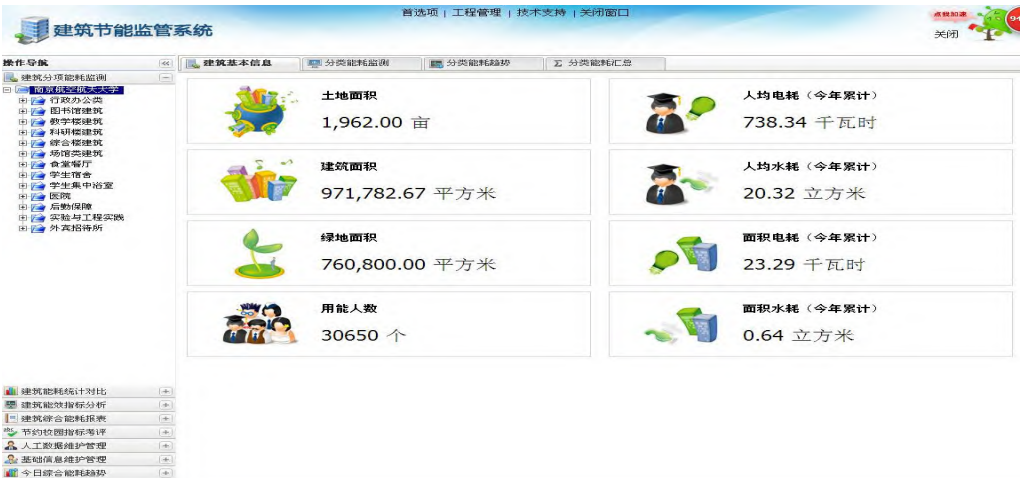 首选项 | 工程管理 | 技术支持 | 关闭窗口
建筑节能监管系统
点我加速
94
关闭
操作导航
建筑基本信息
分类能耗监测
分类能耗趋势
Σ 分类能耗汇总
建筑分项能耗监测
南京航空航天大学
行政办公类
图书馆建筑
教学楼建筑
科研楼建筑
综合楼建筑
场馆类建筑
食堂餐厅
学生宿舍
学生集中浴室
医院
后勤保障
实验与工程实践
外宾招待所
土地面积
1,962.00 亩
人均电耗（今年累计）
738.34 千瓦时
建筑面积
971,782.67 平方米
人均水耗（今年累计）
20.32 立方米
绿地面积
760,800.00 平方米
面积电耗（今年累计）
23.29 千瓦时
用能人数
30650 个
面积水耗（今年累计）
0.64 立方米
建筑能耗统计对比
建筑能效指标分析
建筑综合能耗报表
节约校园指标考评
人工数据维护管理
基础信息维护管理
今日综合能耗趋势